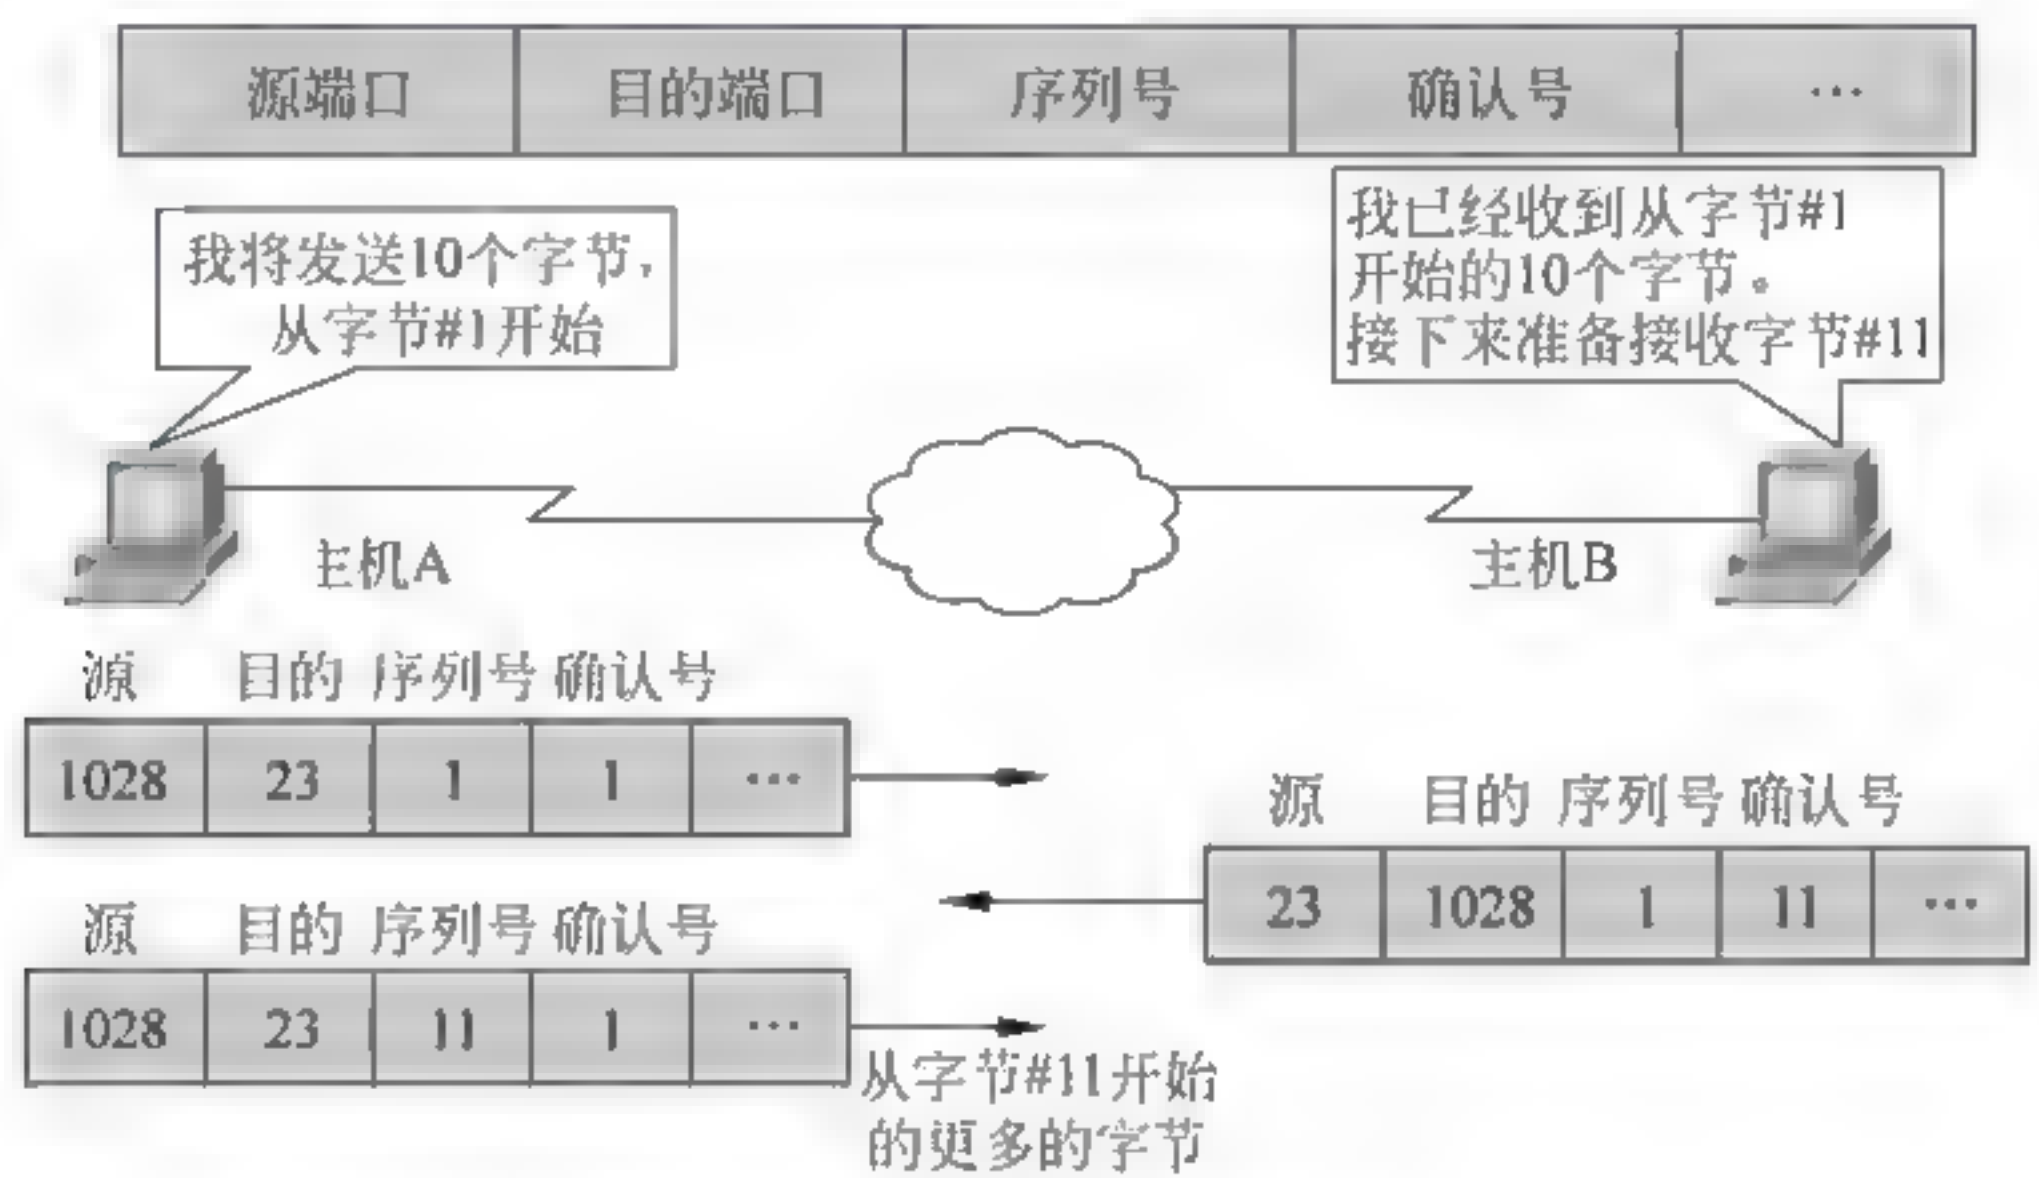 源端口 目的端口 序列号 确认号 …
我将发送10个字节,
从字节#1开始
我已经收到从字节#1
开始的10个字节。
接下来准备接收字节#11
主机A
主机B
源 目的 序列号 确认号
1028 23 1 1 …
源 目的 序列号 确认号
23 1028 1 11 …
源 目的 序列号 确认号
1028 23 11 1 …
从字节#11开始
的更多的字节